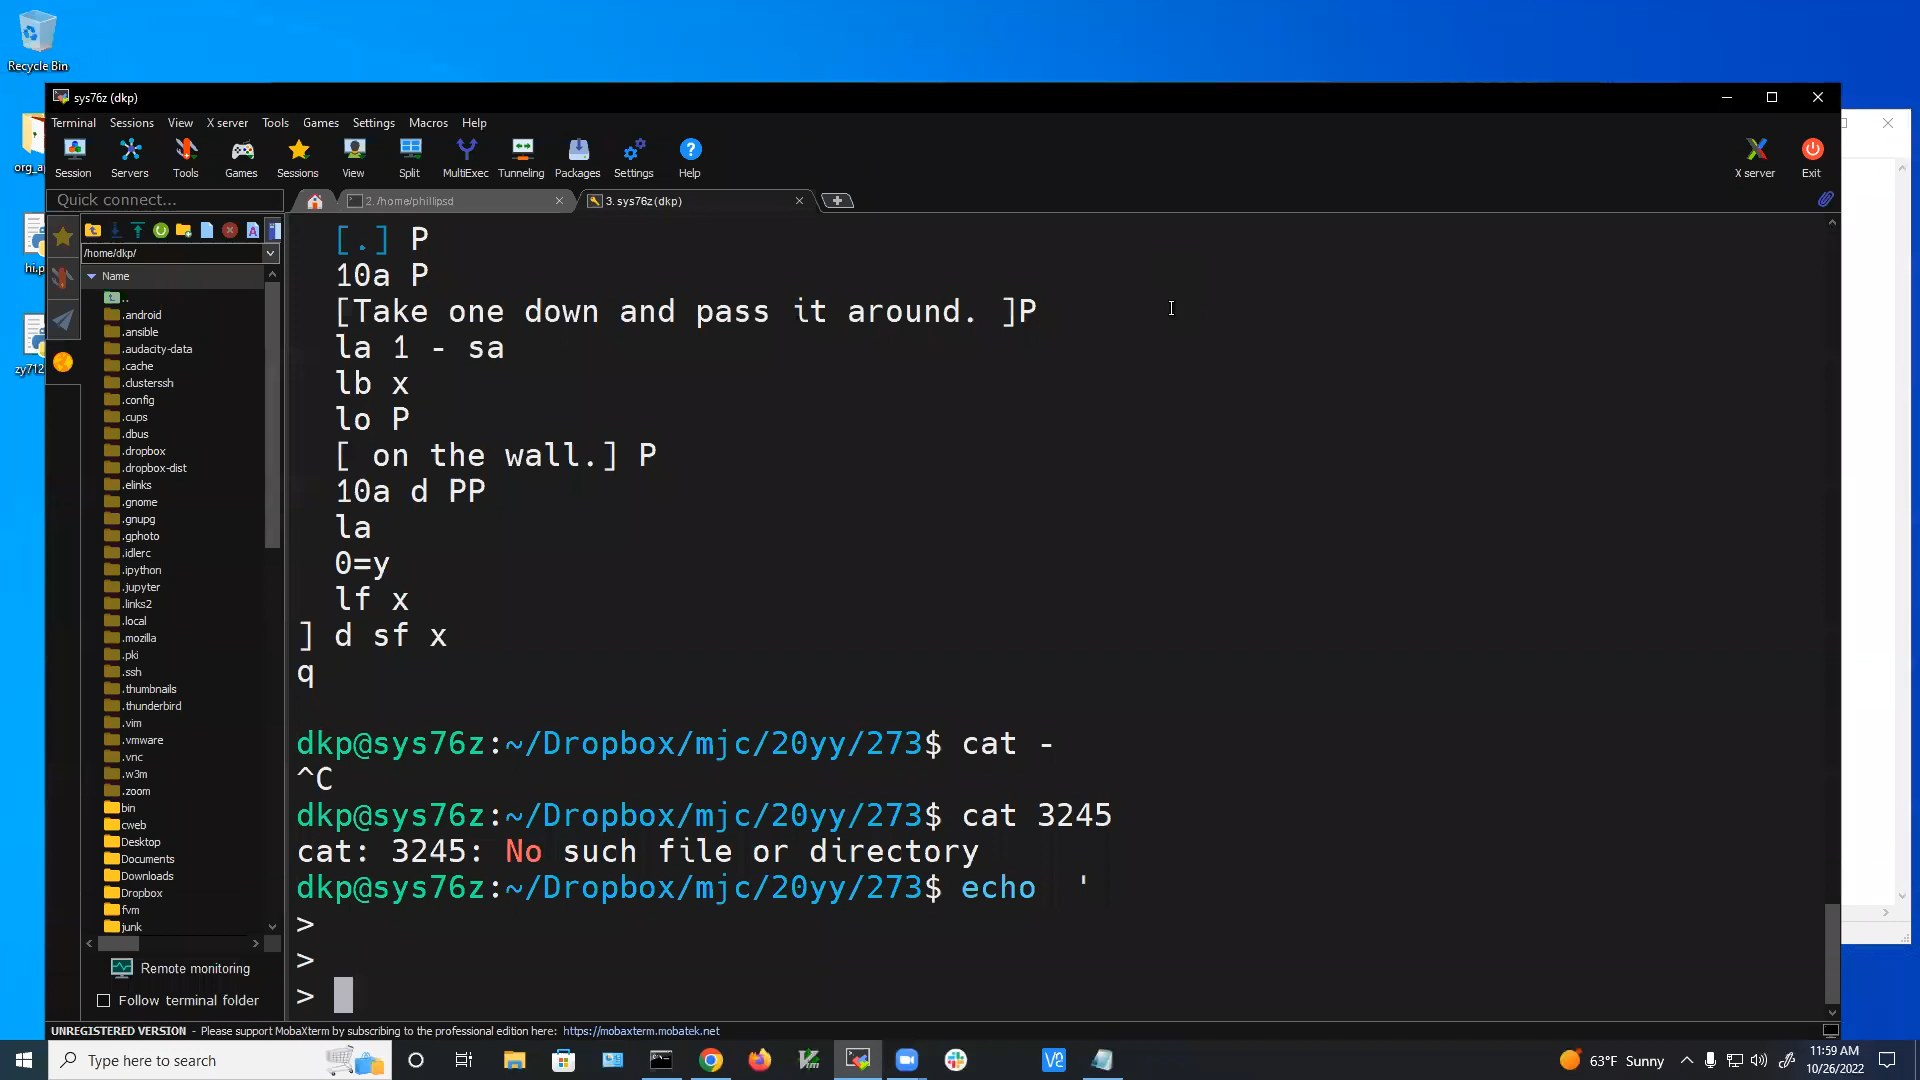 Recycle Bin
sys76z (dkp)
Terminal Sessions View X server Tools Games Settings Macros Help
Session Servers Tools Games Sessions View Split MultiExec Tunneling Packages Settings Help X server Exit
Quick connect...
2. /home/phillipsd
3. sys76z(dkp)
/home/dkp/
Name
..
.android
.ansible
.audacity-data
.cache
.clusterssh
.config
.cups
.dbus
.dropbox
.dropbox-dist
.elinks
.gnome
.gnupg
.gphoto
.idlerc
.ipython
.jupyter
.links2
.local
.mozilla
.pki
.ssh
.thumbnails
.thunderbird
.vim
.vmware
.vnc
.w3m
.zoom
bin
cweb
Desktop
Documents
Downloads
Dropbox
fvm
junk
Remote monitoring
Follow terminal folder
[.] P
10a P
[Take one down and pass it around. ]P
la 1 - sa
lb x
lo P
[ on the wall.] P
10a d PP
la
0=y
lf x
] d sf x
q
dkp@sys76z:~/Dropbox/mjc/20yy/273$ cat -
^C
dkp@sys76z:~/Dropbox/mjc/20yy/273$ cat 3245
cat: 3245: No such file or directory
dkp@sys76z:~/Dropbox/mjc/20yy/273$ echo  '
>
>
>
UNREGISTERED VERSION - Please support MobaXterm by subscribing to the professional edition here: https://mobaxterm.mobatek.net
Type here to search
63°F Sunny
11:59 AM
10/26/2022